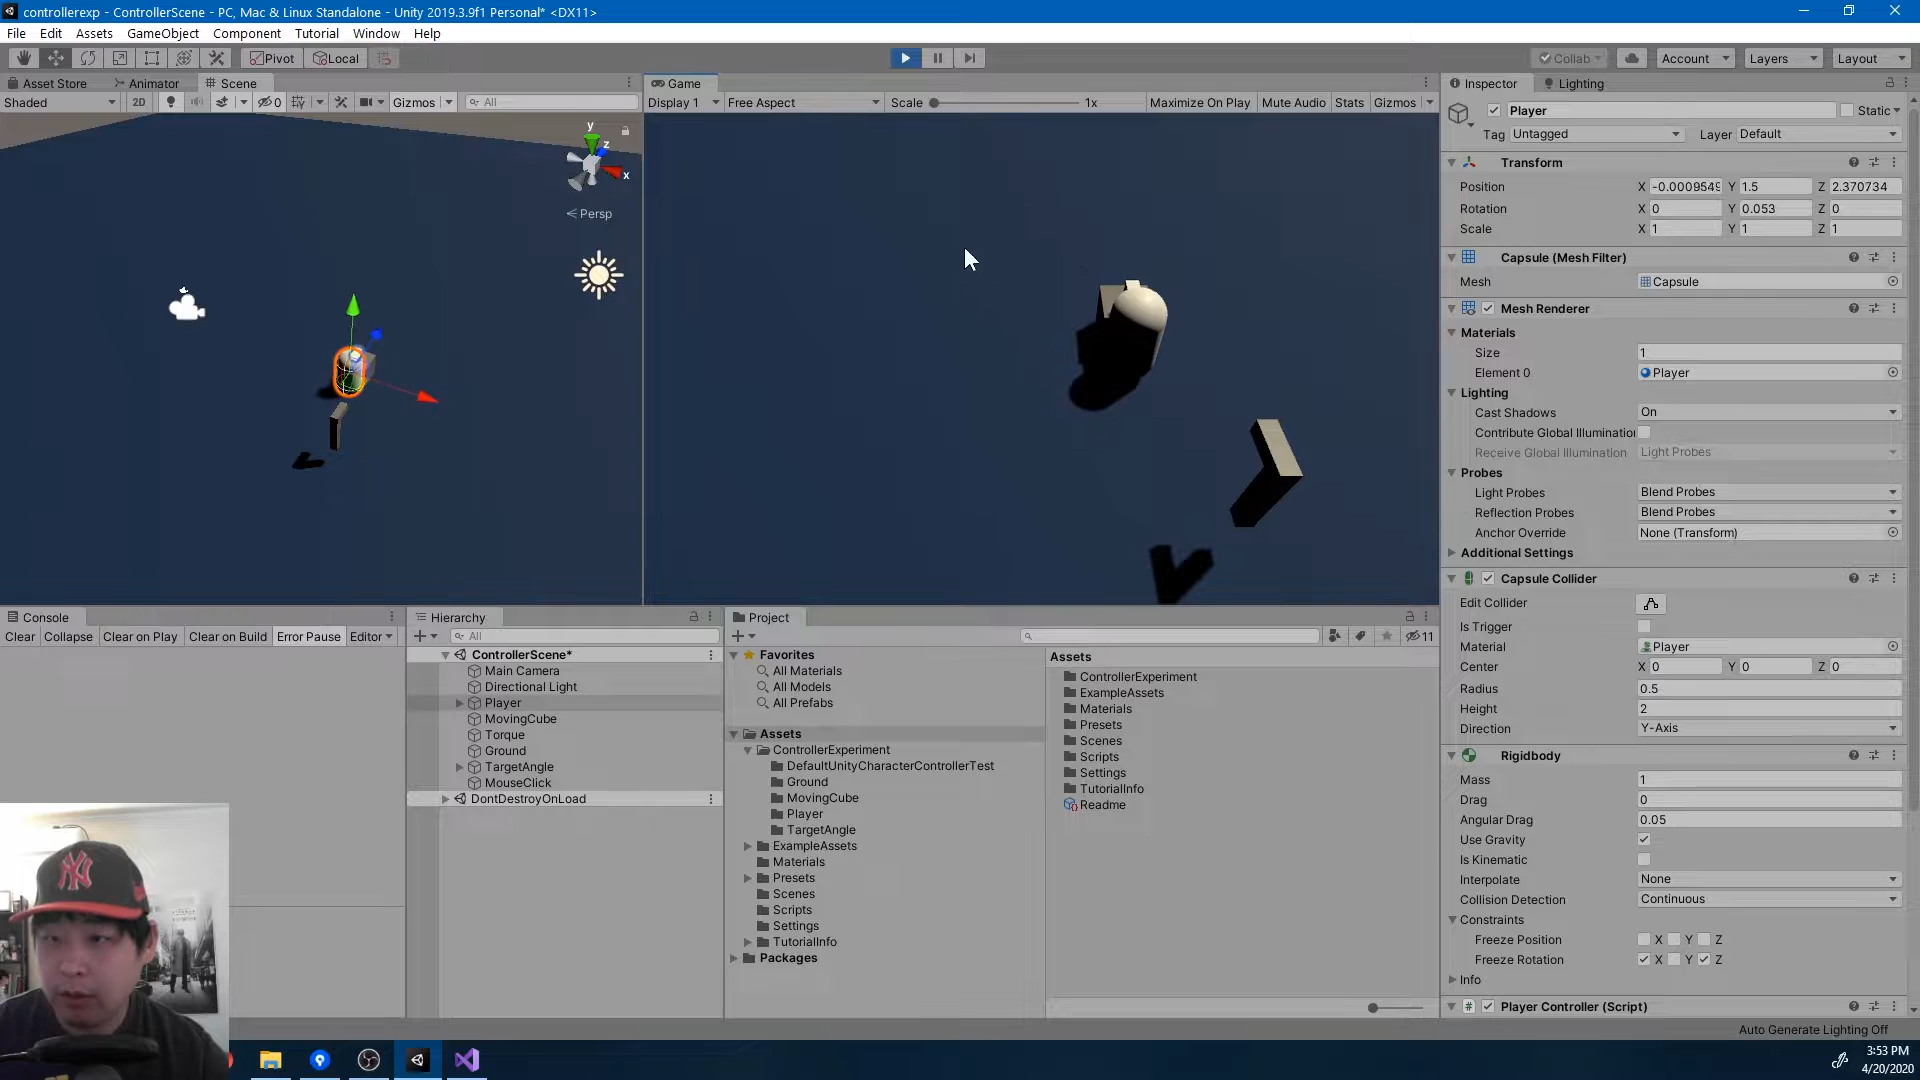 controllerexp - ControllerScene - PC, Mac & Linux Standalone - Unity 2019.3.9f1 Personal* <DX11>
File Edit Assets GameObject Component Tutorial Window Help
Pivot Local Collab Account Layers Layout
Asset Store Animator Scene
Shaded 2D 0 Gizmos All
y
z
x
Persp
Game
Display 1 Free Aspect Scale 1x Maximize On Play Mute Audio Stats Gizmos
Inspector Lighting
Player Static
Tag Untagged Layer Default
Transform
Position X -0.0009549 Y 1.5 Z 2.370734
Rotation X 0 Y 0.053 Z 0
Scale X 1 Y 1 Z 1
Capsule (Mesh Filter)
Mesh Capsule
Mesh Renderer
Materials
Size 1
Element 0 Player
Lighting
Cast Shadows On
Contribute Global Illumination
Receive Global Illumination Light Probes
Probes
Light Probes Blend Probes
Reflection Probes Blend Probes
Anchor Override None (Transform)
Additional Settings
Capsule Collider
Edit Collider
Is Trigger
Material Player
Center X 0 Y 0 Z 0
Radius 0.5
Height 2
Direction Y-Axis
Rigidbody
Mass 1
Drag 0
Angular Drag 0.05
Use Gravity
Is Kinematic
Interpolate None
Collision Detection Continuous
Constraints
Freeze Position X Y Z
Freeze Rotation X Y Z
Info
Player Controller (Script)
Auto Generate Lighting Off
Console
Clear Collapse Clear on Play Clear on Build Error Pause Editor
Hierarchy
All
ControllerScene*
Main Camera
Directional Light
Player
MovingCube
Torque
Ground
TargetAngle
MouseClick
DontDestroyOnLoad
Project
11
Favorites
All Materials
All Models
All Prefabs
Assets
ControllerExperiment
DefaultUnityCharacterControllerTest
Ground
MovingCube
Player
TargetAngle
ExampleAssets
Materials
Presets
Scenes
Scripts
Settings
TutorialInfo
Packages
Assets
ControllerExperiment
ExampleAssets
Materials
Presets
Scenes
Scripts
Settings
TutorialInfo
Readme
NY
3:53 PM
4/20/2020